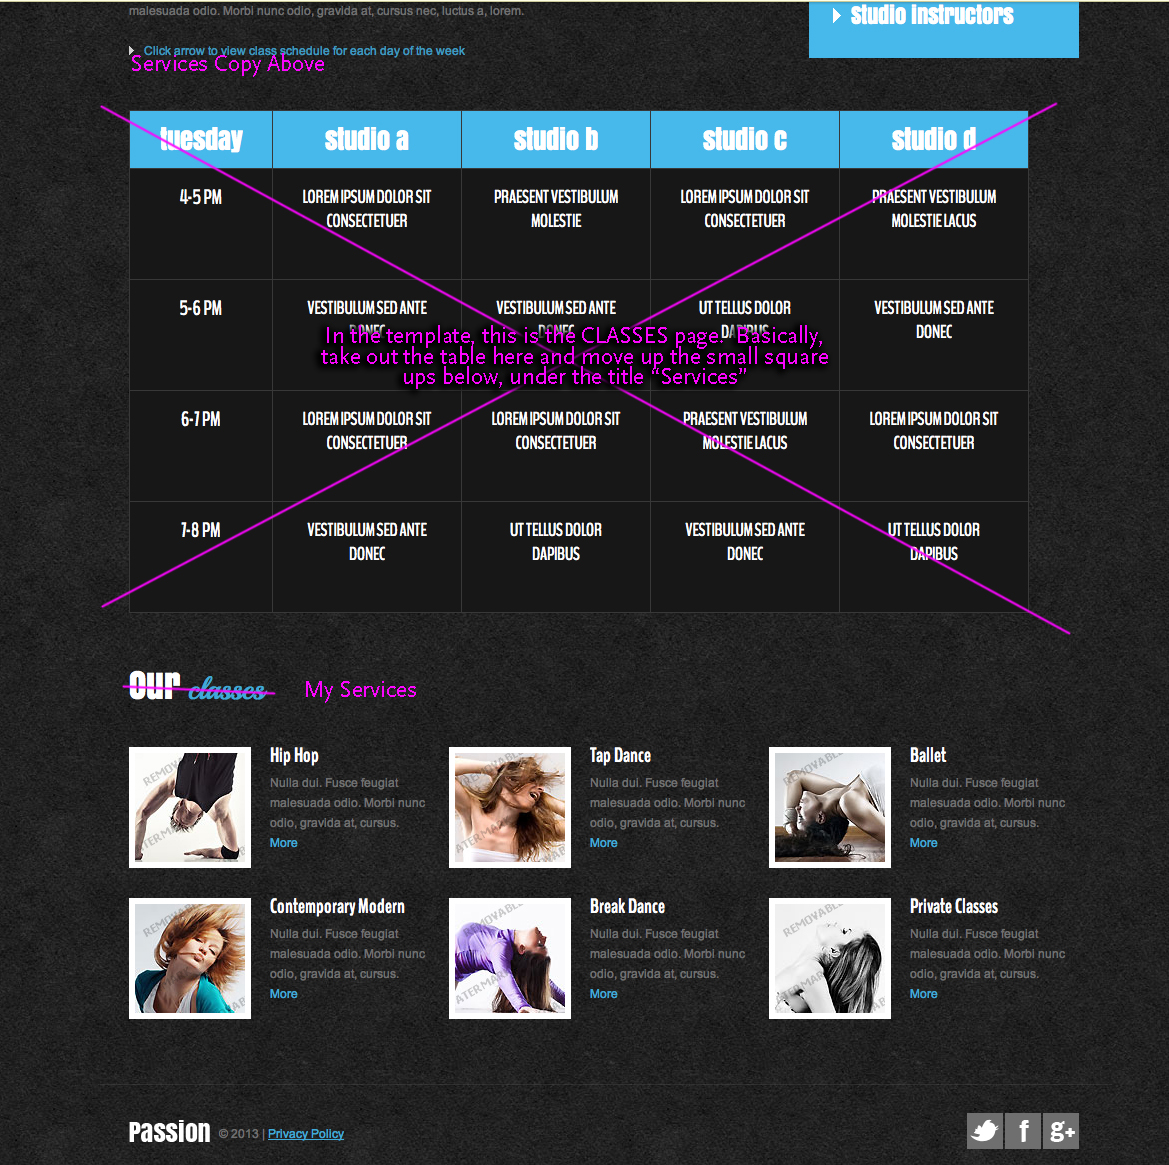 malesuada odio. Morbi nunc odio, gravida at, cursus nec, luctus a, lorem.
studio instructors
Click arrow to view class schedule for each day of the week
Services Copy Above
tuesday studio a studio b studio c studio d
4-5 PM LOREM IPSUM DOLOR SIT PRAESENT VESTIBULUM LOREM IPSUM DOLOR SIT PRAESENT VESTIBULUM
CONSECTETUER MOLESTIE CONSECTETUER MOLESTIE LACUS
5-6 PM VESTIBULUM SED ANTE VESTIBULUM SED ANTE UT TELLUS DOLOR VESTIBULUM SED ANTE
DONEC DONEC DAPIBUS DONEC
In the template, this is the CLASSES page. Basically,
take out the table here and move up the small square
ups below, under the title “Services”
6-7 PM LOREM IPSUM DOLOR SIT LOREM IPSUM DOLOR SIT PRAESENT VESTIBULUM LOREM IPSUM DOLOR SIT
CONSECTETUER CONSECTETUER MOLESTIE LACUS CONSECTETUER
7-8 PM VESTIBULUM SED ANTE UT TELLUS DOLOR VESTIBULUM SED ANTE UT TELLUS DOLOR
DONEC DAPIBUS DONEC DAPIBUS
Our classes My Services
Hip Hop
Nulla dui. Fusce feugiat
malesuada odio. Morbi nunc
odio, gravida at, cursus.
More
Tap Dance
Nulla dui. Fusce feugiat
malesuada odio. Morbi nunc
odio, gravida at, cursus.
More
Ballet
Nulla dui. Fusce feugiat
malesuada odio. Morbi nunc
odio, gravida at, cursus.
More
Contemporary Modern
Nulla dui. Fusce feugiat
malesuada odio. Morbi nunc
odio, gravida at, cursus.
More
Break Dance
Nulla dui. Fusce feugiat
malesuada odio. Morbi nunc
odio, gravida at, cursus.
More
Private Classes
Nulla dui. Fusce feugiat
malesuada odio. Morbi nunc
odio, gravida at, cursus.
More
Passion © 2013 | Privacy Policy
f g+